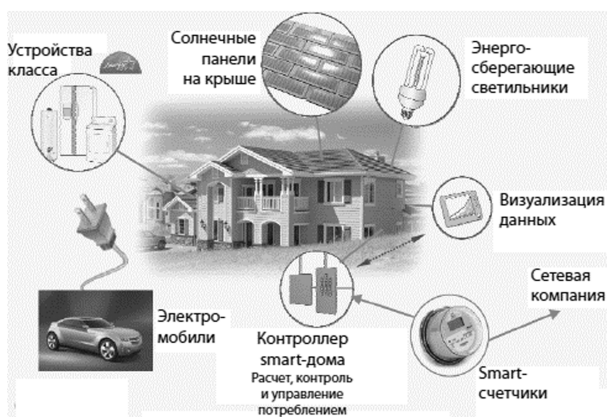 Устройства
класса
Солнечные
панели
на крыше
Энерго-
сберегающие
светильники
Визуализация
данных
Сетевая
компания
Электро-
мобили
Контроллер
smart-дома
Расчет, контроль
и управление
потреблением
Smart-
счетчики